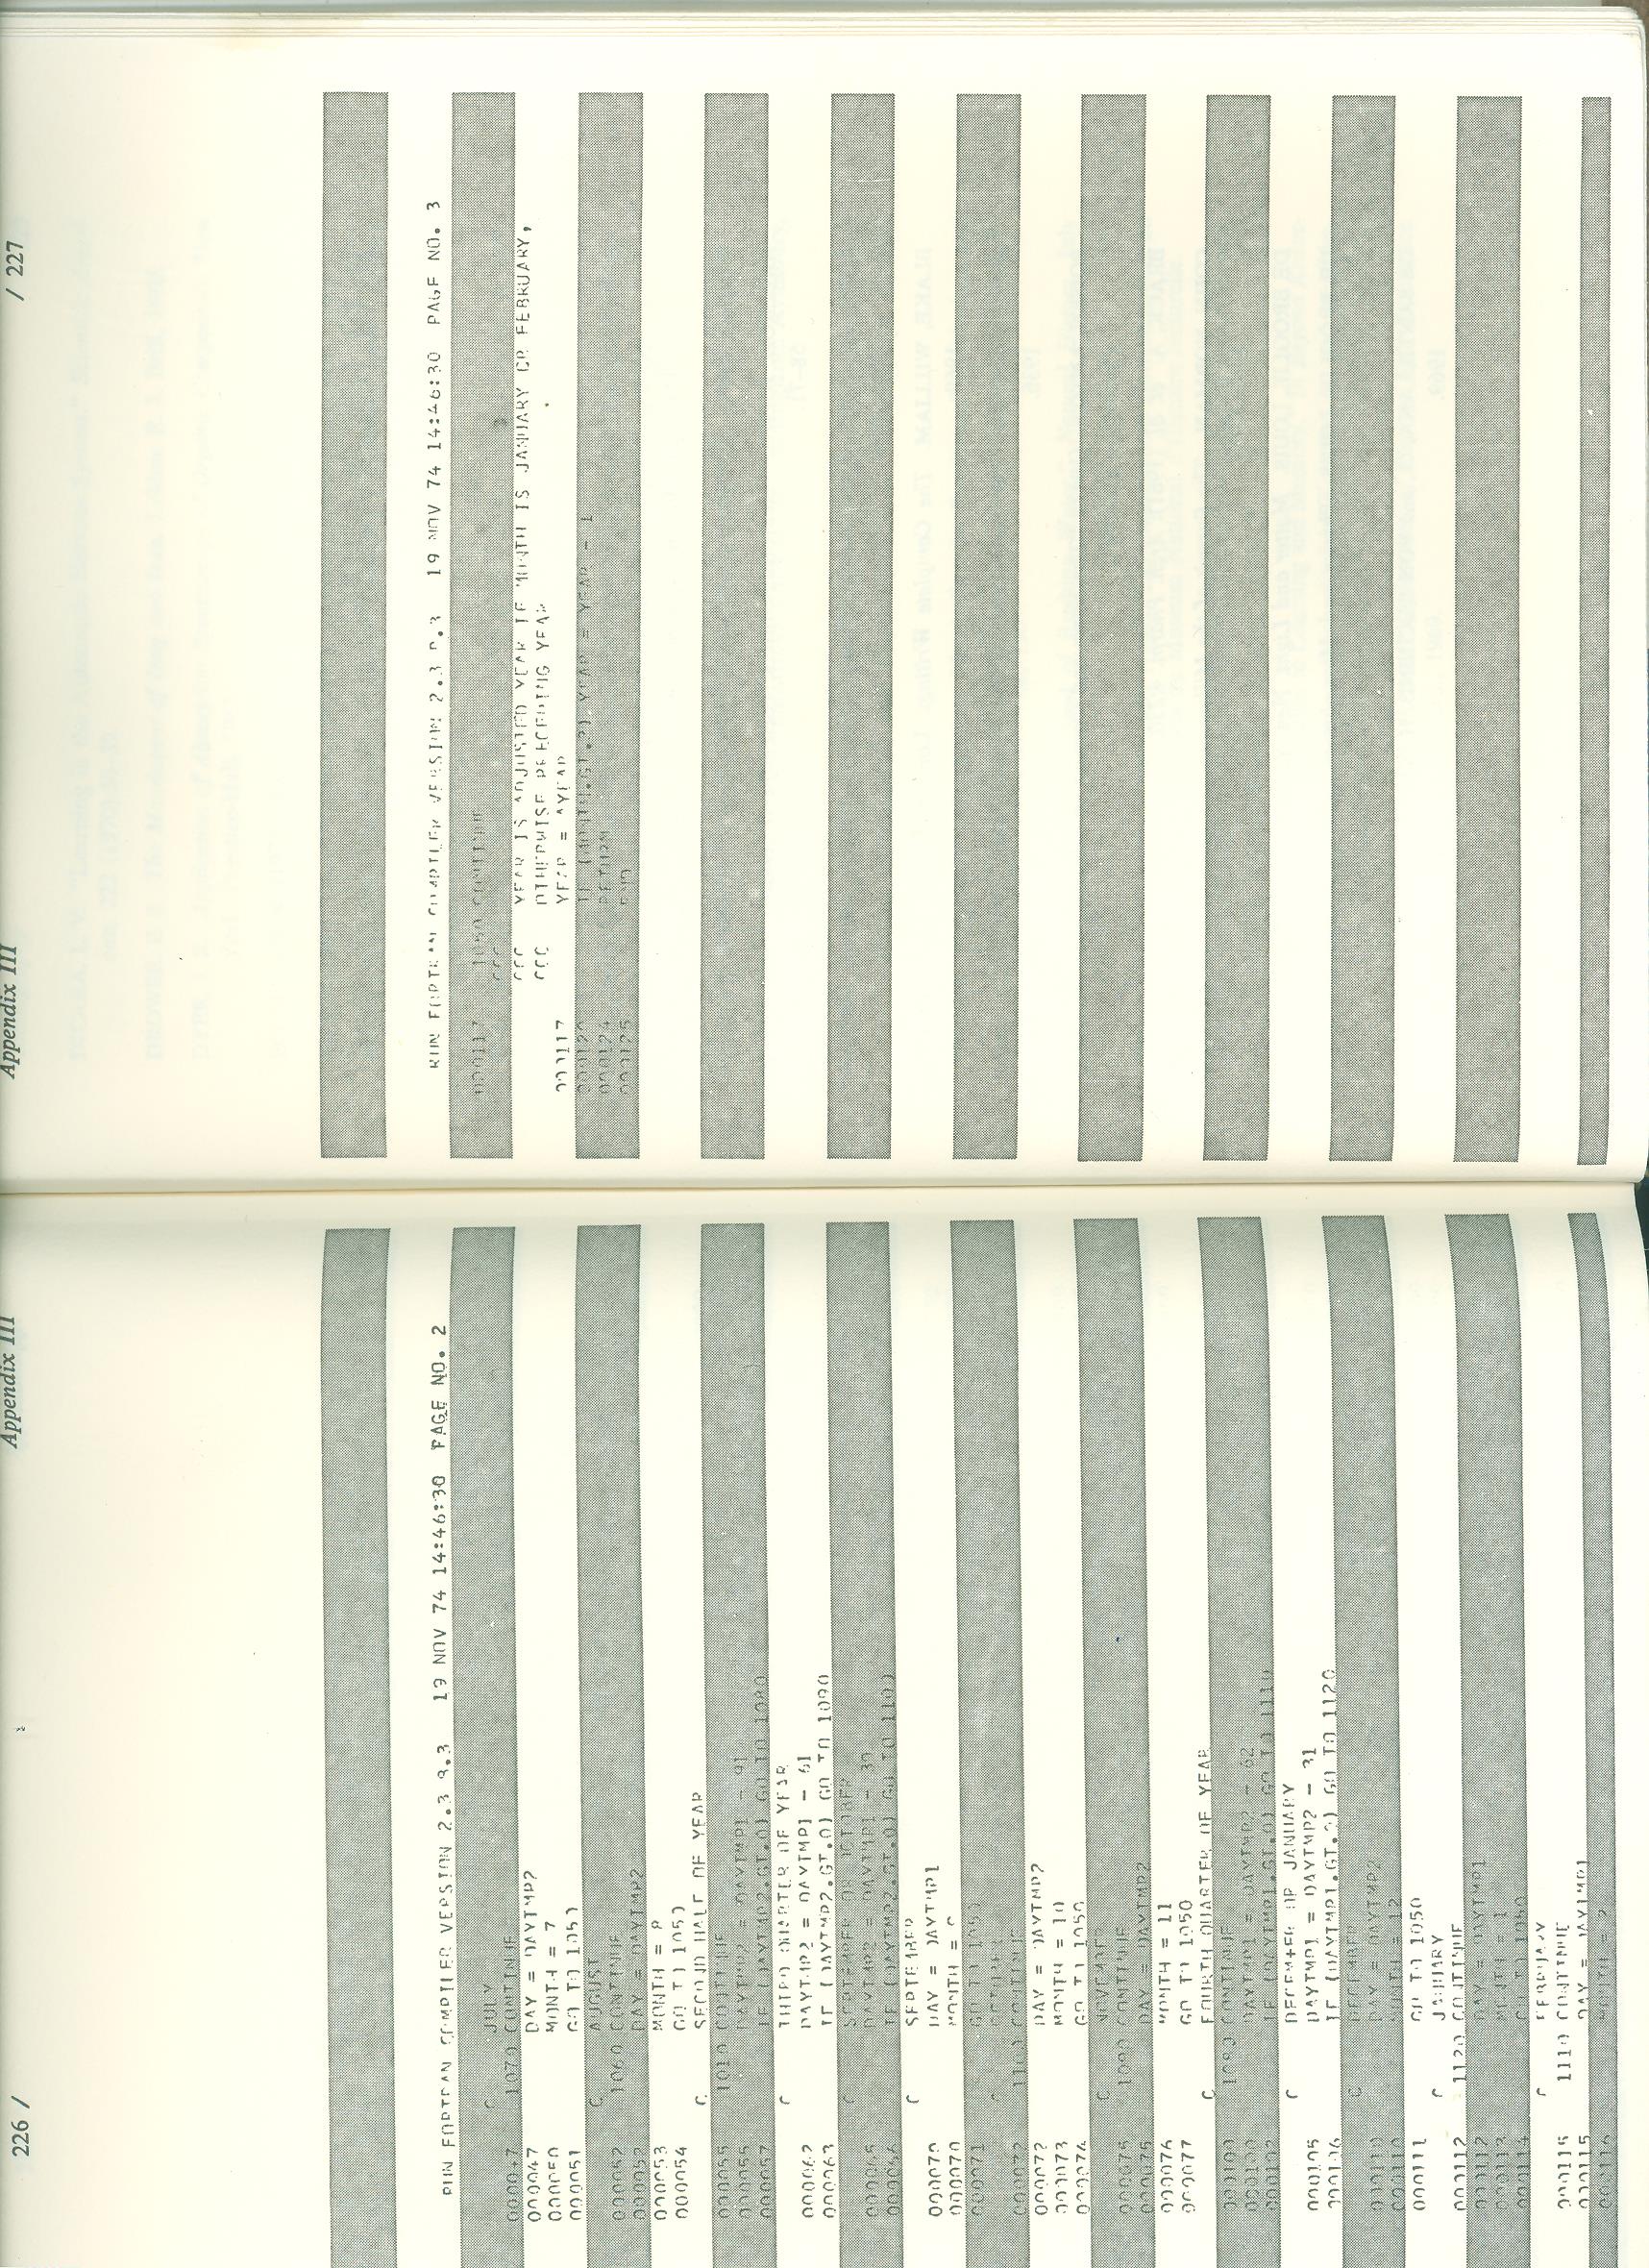 226 /
Appendix III
RUN FORTRAN COMPILER VERSION 2.3 B.3 19 NOV 74 14:46:30 PAGE NO. 2
C JULY
000047 1070 CONTINUE
000047 DAY = DAYTMP2
000050 MONTH = 7
000051 GO TO 1050
C AUGUST
000052 1060 CONTINUE
000052 DAY = DAYTMP2
000053 MONTH = 8
000054 GO TO 1050
C SECOND HALF OF YEAR
000055 1010 CONTINUE
000055 DAYTMP2 = DAYTMP1 - 91
000057 IF (DAYTMP2.GT.0) GO TO 1080
C THIRD QUARTER OF YEAR
000062 DAYTMP2 = DAYTMP1 - 61
000063 IF (DAYTMP2.GT.0) GO TO 1090
C SEPTEMBER OR OCTOBER
000065 DAYTMP2 = DAYTMP1 - 30
000066 IF (DAYTMP2.GT.0) GO TO 1100
C SEPTEMBER
000070 DAY = DAYTMP1
000070 MONTH = 9
000071 GO TO 1050
C OCTOBER
000072 1100 CONTINUE
000072 DAY = DAYTMP2
000073 MONTH = 10
000074 GO TO 1050
C NOVEMBER
000075 1090 CONTINUE
000075 DAY = DAYTMP2
000076 MONTH = 11
000077 GO TO 1050
C FOURTH QUARTER OF YEAR
000100 1080 CONTINUE
000100 DAYTMP1 = DAYTMP2 - 62
000102 IF (DAYTMP1.GT.0) GO TO 1110
C DECEMBER OR JANUARY
000105 DAYTMP1 = DAYTMP2 - 31
000106 IF (DAYTMP1.GT.0) GO TO 1120
C DECEMBER
000110 DAY = DAYTMP2
000110 MONTH = 12
000111 GO TO 1050
C JANUARY
000112 1120 CONTINUE
000112 DAY = DAYTMP1
000113 MONTH = 1
000114 GO TO 1050
C FEBRUARY
000115 1110 CONTINUE
000115 DAY = DAYTMP1
000116 MONTH = 2
Appendix III
/ 227
RUN FORTRAN COMPILER VERSION 2.3 B.3 19 NOV 74 14:46:30 PAGE NO. 3
000117 1050 CONTINUE
CCC
CCC YEAR IS ADJUSTED YEAR IF MONTH IS JANUARY OR FEBRUARY,
CCC OTHERWISE PRECEDING YEAR
000117 YEAR = AYEAR
000120 IF (MONTH.GT.2) YEAR = YEAR - 1
000124 RETURN
000125 END